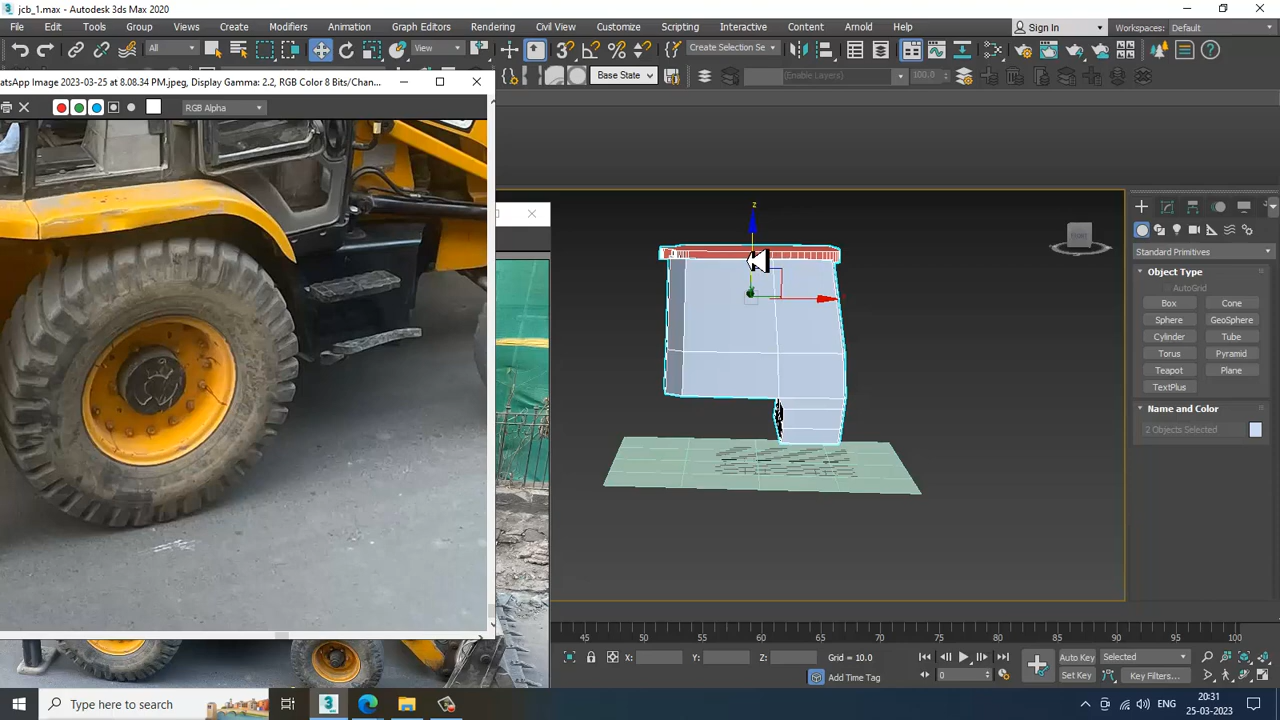 jcb_1.max - Autodesk 3ds Max 2020
File Edit Tools Group Views Create Modifiers Animation Graph Editors Rendering Civil View Customize Scripting Interactive Content Arnold Help
Sign In Workspaces: Default
All View Create Selection Se
Base State (Enable Layers) 100.0
atsApp Image 2023-03-25 at 8.08.34 PM.jpeg, Display Gamma: 2.2, RGB Color 8 Bits/Chan...
RGB Alpha
z
FRONT
Standard Primitives
Object Type
AutoGrid
Box Cone
Sphere GeoSphere
Cylinder Tube
Torus Pyramid
Teapot Plane
TextPlus
Name and Color
2 Objects Selected
45 50 55 60 65 70 75 80 85 90 95 100
X: Y: Z: Grid = 10.0
Add Time Tag
Auto Key Selected
Set Key Key Filters...
0
Type here to search
ENG
20:31
25-03-2023